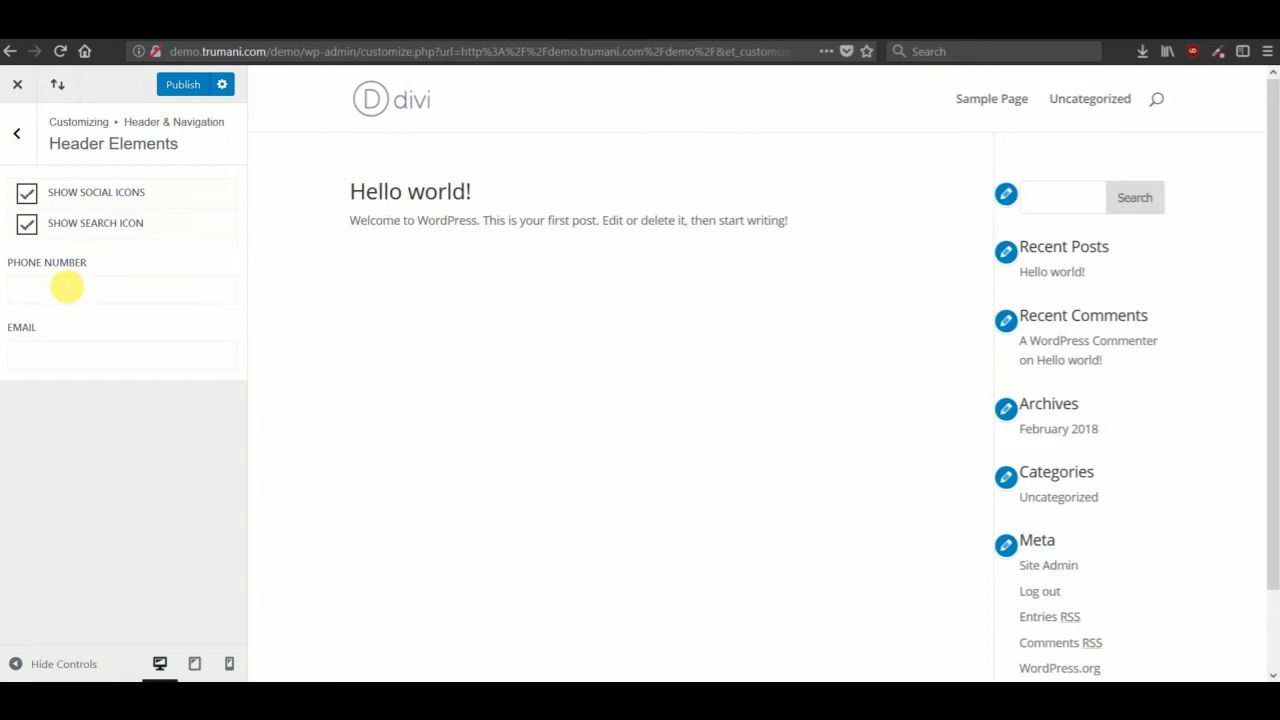 demo.trumani.com/demo/wp-admin/customize.php?url=http%3A%2F%2Fdemo.trumani.com%2Fdemo%2F&et_customize
Search
Publish
Customizing ▸ Header & Navigation
Header Elements
SHOW SOCIAL ICONS
SHOW SEARCH ICON
PHONE NUMBER
EMAIL
Hide Controls
D divi
Sample Page
Uncategorized
Hello world!
Welcome to WordPress. This is your first post. Edit or delete it, then start writing!
Search
Recent Posts
Hello world!
Recent Comments
A WordPress Commenter
on Hello world!
Archives
February 2018
Categories
Uncategorized
Meta
Site Admin
Log out
Entries RSS
Comments RSS
WordPress.org